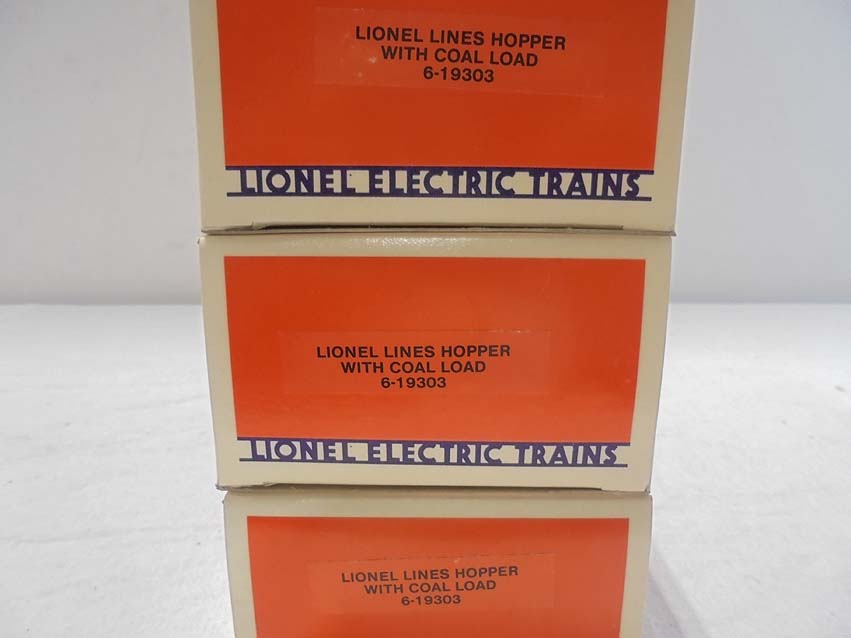 LIONEL LINES HOPPER
WITH COAL LOAD
6-19303
LIONEL ELECTRIC TRAINS
LIONEL LINES HOPPER
WITH COAL LOAD
6-19303
LIONEL ELECTRIC TRAINS
LIONEL LINES HOPPER
WITH COAL LOAD
6-19303